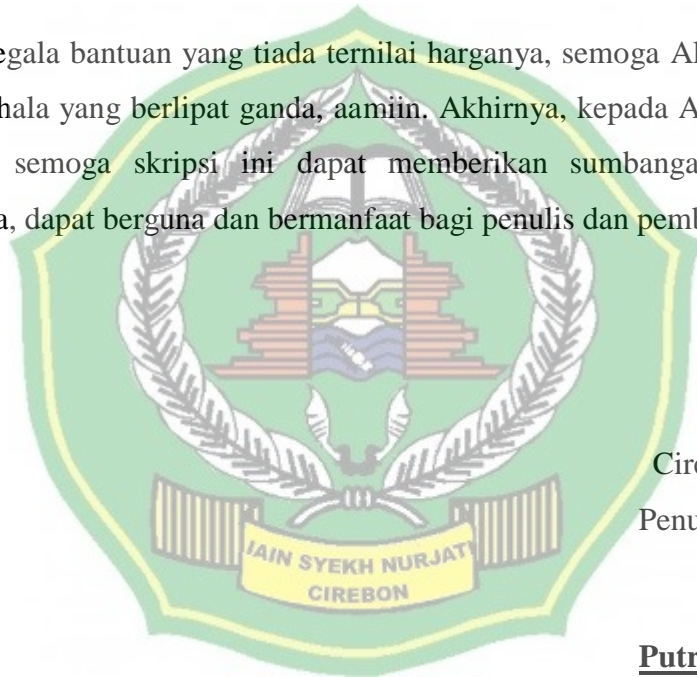 egala bantuan yang tiada ternilai harganya, semoga Al
hala yang berlipat ganda, aamiin. Akhirnya, kepada A
semoga skripsi ini dapat memberikan sumbanga
a, dapat berguna dan bermanfaat bagi penulis dan pemb
Cire
Penu
IAIN SYEKH NURJATI
CIREBON
Putr